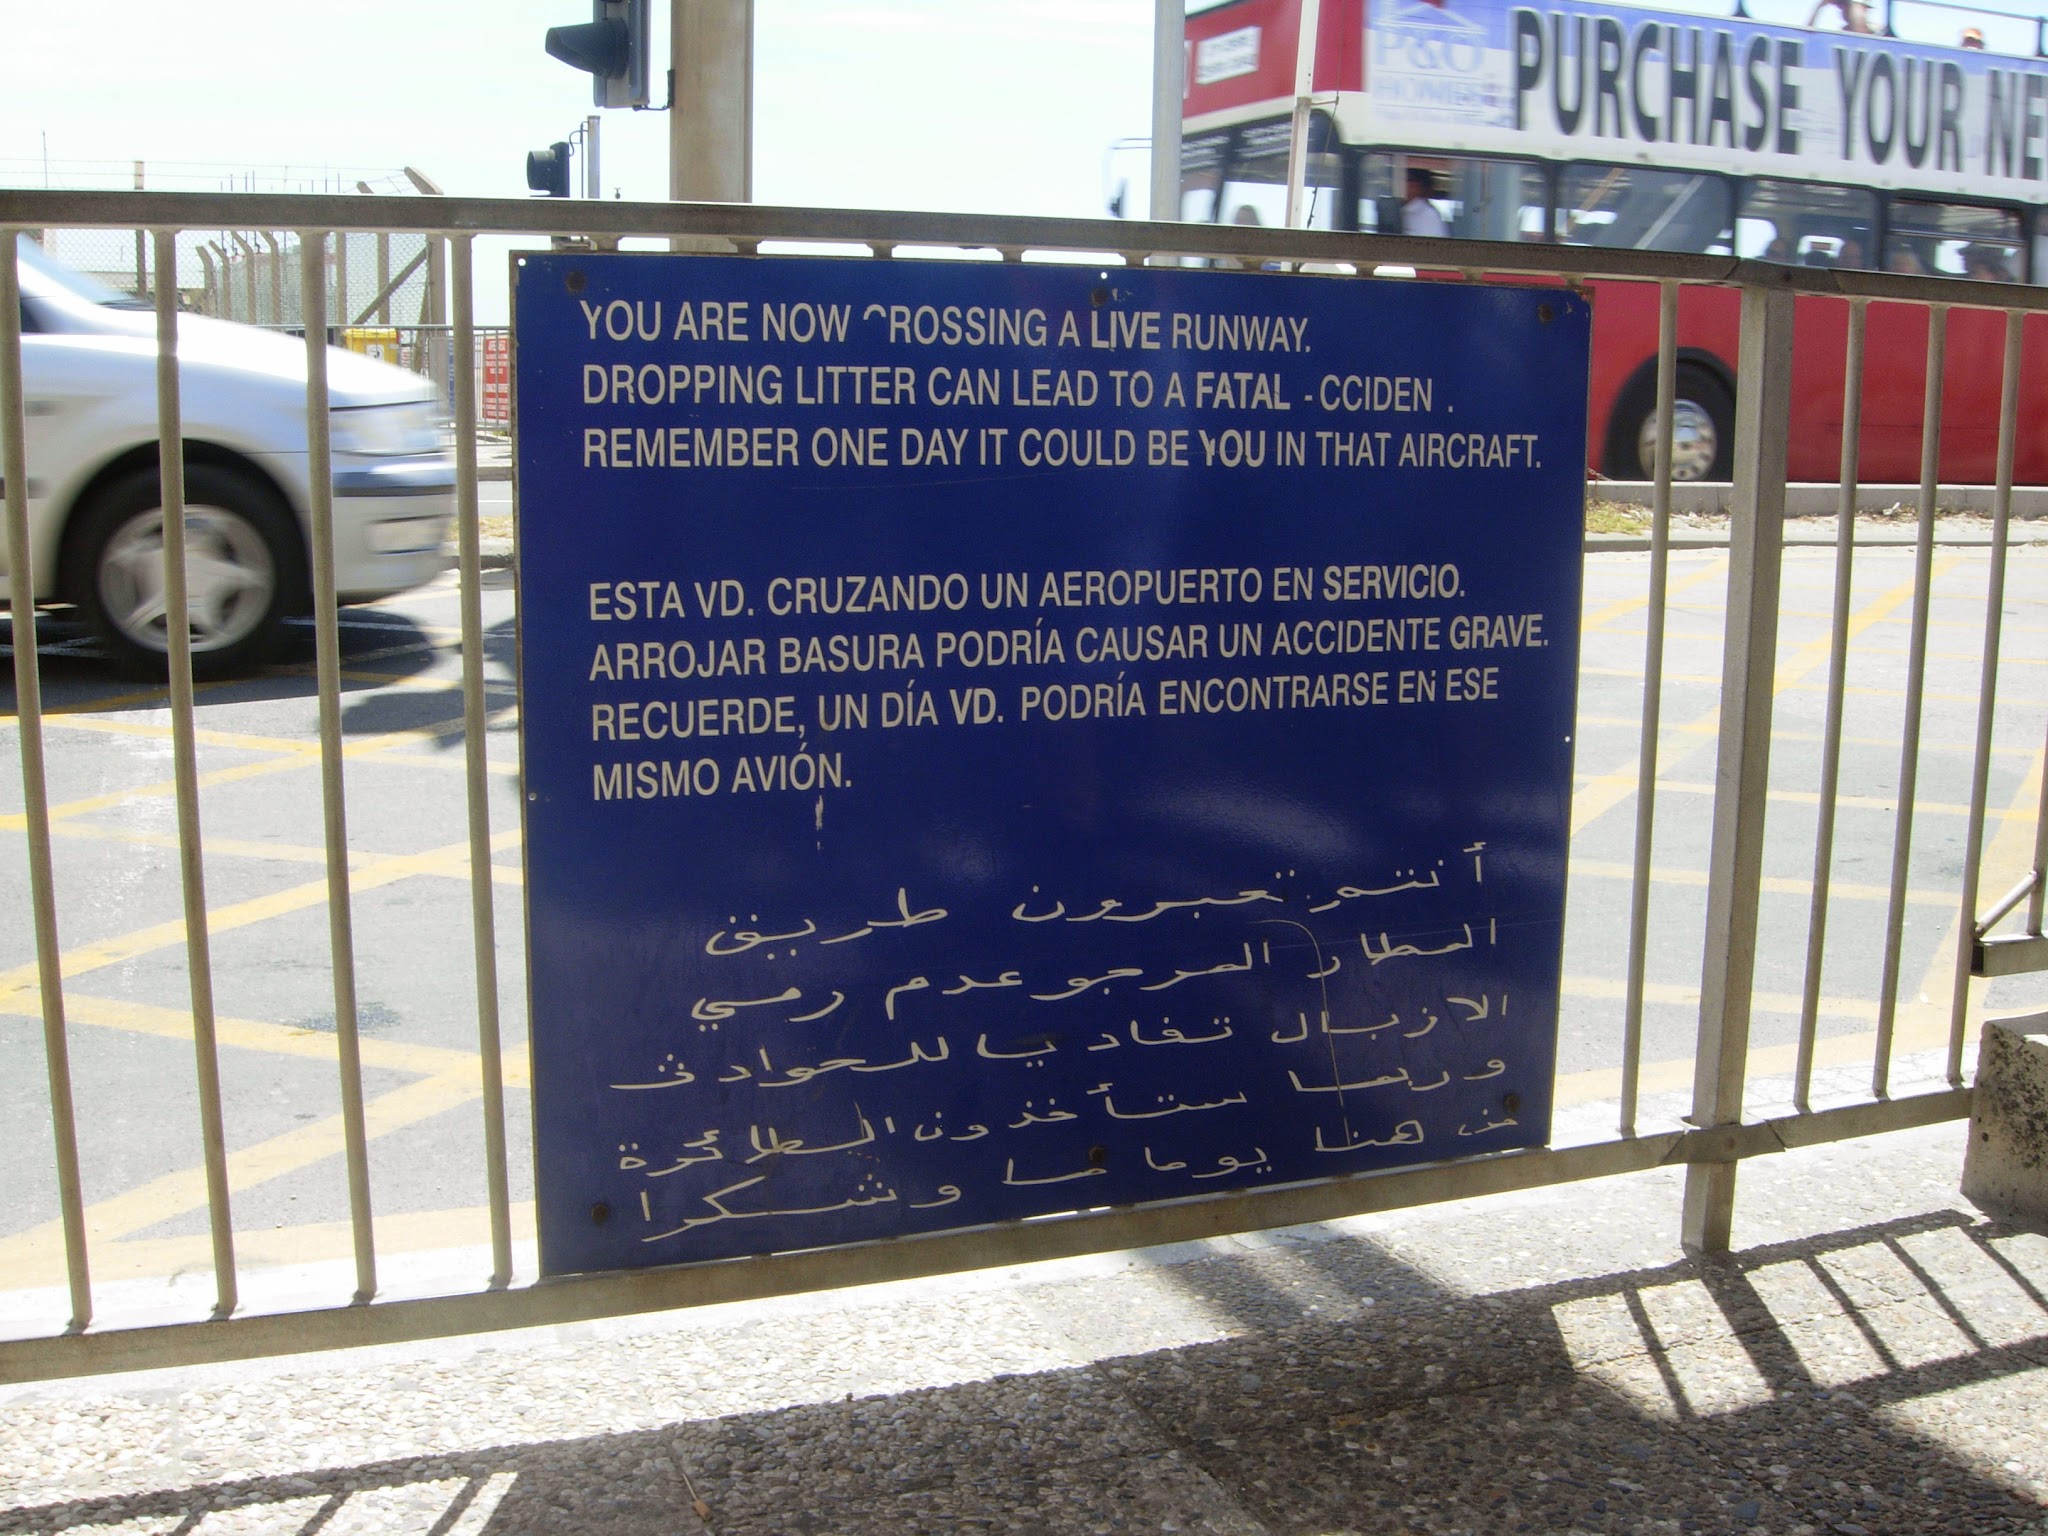 PURCHASE YOUR NE
P&O
HOMES
YOU ARE NOW CROSSING A LIVE RUNWAY.
DROPPING LITTER CAN LEAD TO A FATAL -CCIDEN .
REMEMBER ONE DAY IT COULD BE YOU IN THAT AIRCRAFT.
ESTA VD. CRUZANDO UN AEROPUERTO EN SERVICIO.
ARROJAR BASURA PODRÍA CAUSAR UN ACCIDENTE GRAVE.
RECUERDE, UN DÍA VD. PODRÍA ENCONTRARSE EN ESE
MISMO AVIÓN.
أنتم تعبرون طريق
المطار المرجو عدم رمي
الازبال تفاديا للحوادث
وربما ستأخذون الطائرة
من هنا يوما ما وشكرا